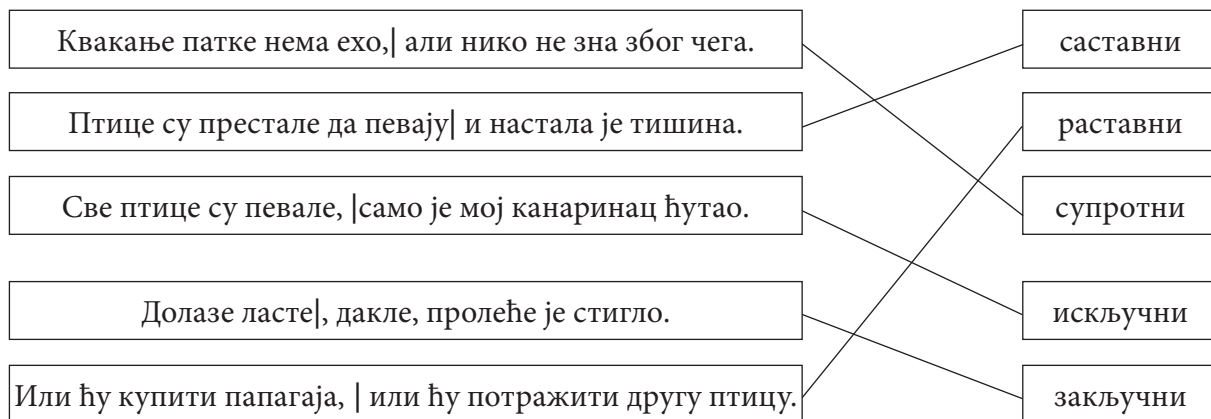 Квакање патке нема ехо,| али нико не зна због чега.
саставни
Птице су престале да певају| и настала је тишина.
раставни
Све птице су певале, |само је мој канаринац ћутао.
супротни
Долазе ласте|, дакле, пролеће је стигло.
искључни
Или ћу купити папагаја, | или ћу потражити другу птицу.
закључни